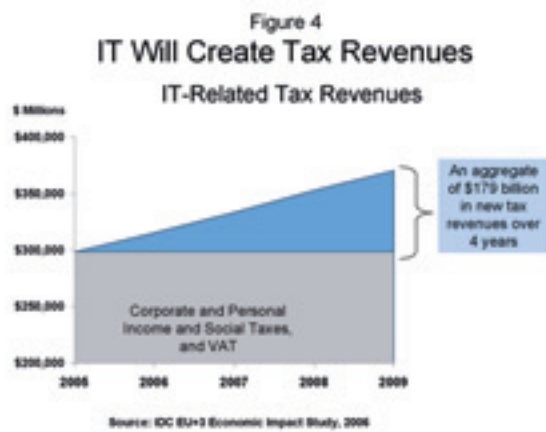 Figure 4
IT Will Create Tax Revenues
IT-Related Tax Revenues
$ Millions
$400,000
$350,000
$300,000
$250,000
$200,000
An aggregate
of $179 billion
in new tax
revenues over
4 years
Corporate and Personal
Income and Social Taxes,
and VAT
2005 2006 2007 2008 2009
Source: IDC EU+3 Economic Impact Study, 2006